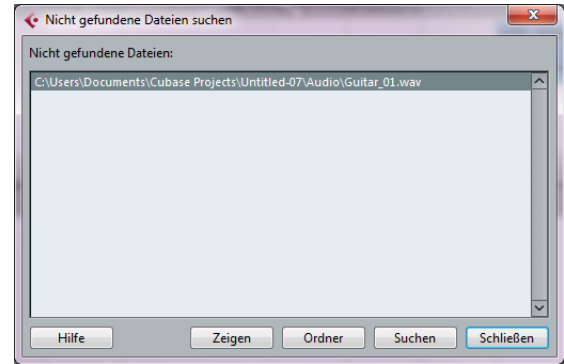 Nicht gefundene Dateien suchen
Nicht gefundene Dateien:
C:\Users\Documents\Cubase Projects\Untitled-07\Audio\Guitar_01.wav
Hilfe Zeigen Ordner Suchen Schließen